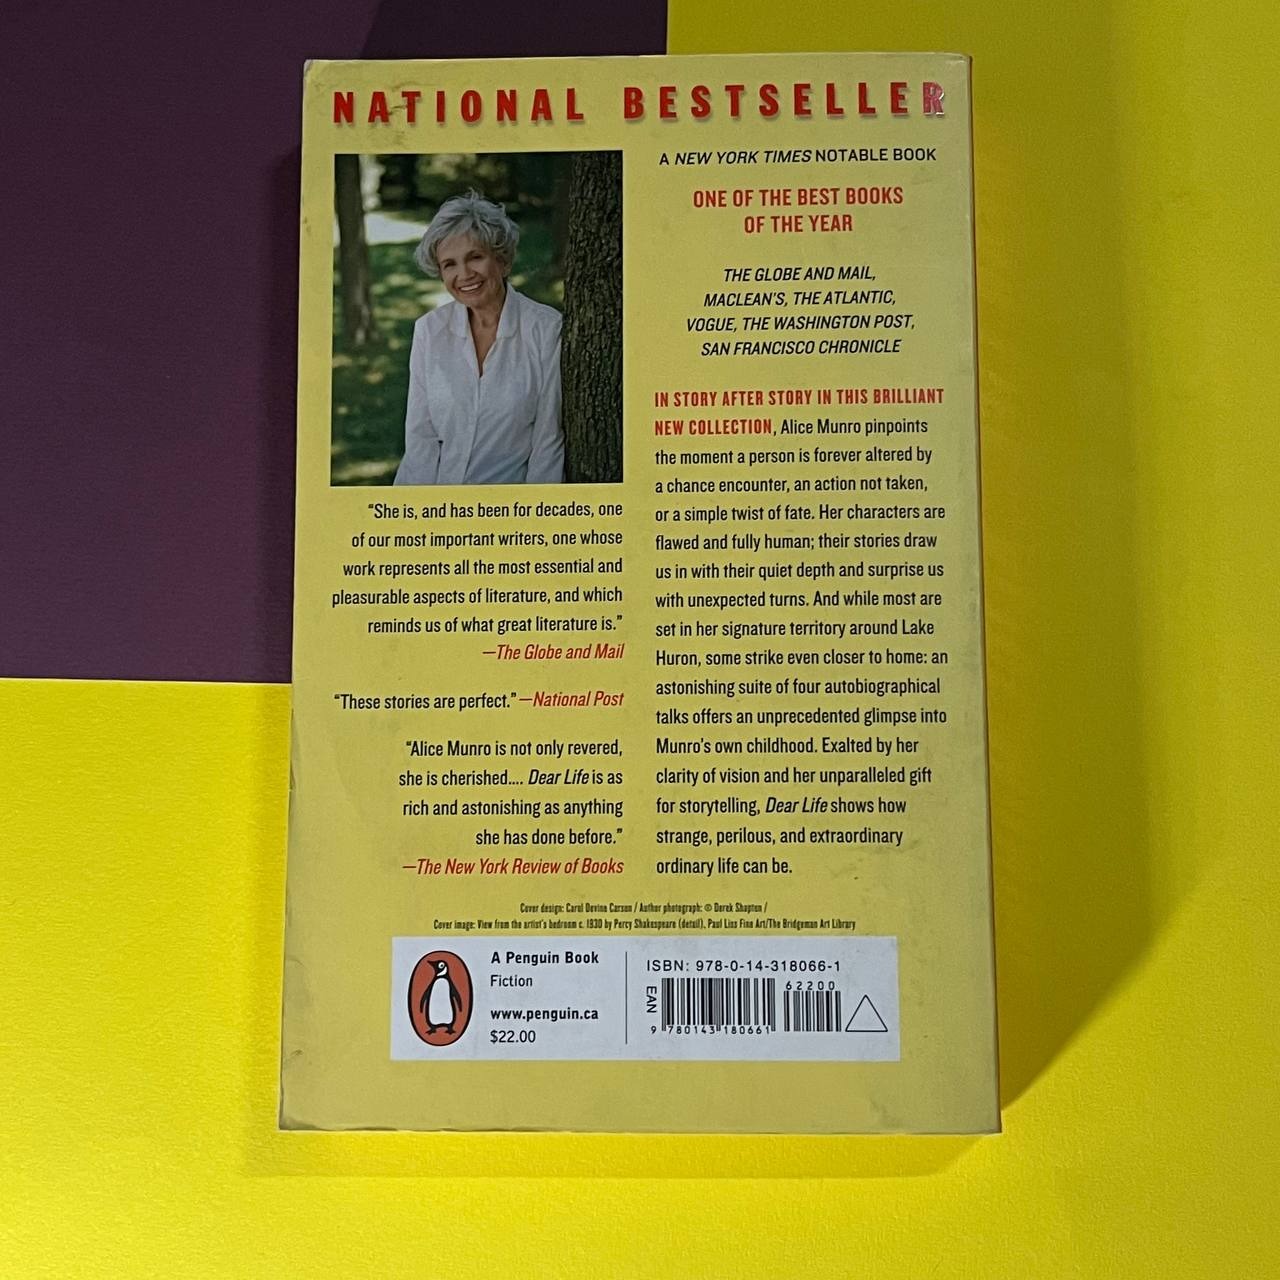 NATIONAL BESTSELLER
"She is, and has been for decades, one
of our most important writers, one whose
work represents all the most essential and
pleasurable aspects of literature, and which
reminds us of what great literature is."
—The Globe and Mail
"These stories are perfect." —National Post
"Alice Munro is not only revered,
she is cherished.... Dear Life is as
rich and astonishing as anything
she has done before."
—The New York Review of Books
A NEW YORK TIMES NOTABLE BOOK
ONE OF THE BEST BOOKS
OF THE YEAR
THE GLOBE AND MAIL,
MACLEAN'S, THE ATLANTIC,
VOGUE, THE WASHINGTON POST,
SAN FRANCISCO CHRONICLE
IN STORY AFTER STORY IN THIS BRILLIANT
NEW COLLECTION, Alice Munro pinpoints
the moment a person is forever altered by
a chance encounter, an action not taken,
or a simple twist of fate. Her characters are
flawed and fully human; their stories draw
us in with their quiet depth and surprise us
with unexpected turns. And while most are
set in her signature territory around Lake
Huron, some strike even closer to home: an
astonishing suite of four autobiographical
talks offers an unprecedented glimpse into
Munro's own childhood. Exalted by her
clarity of vision and her unparalleled gift
for storytelling, Dear Life shows how
strange, perilous, and extraordinary
ordinary life can be.
Cover design: Carol Devine Carson / Author photograph: © Derek Shapton /
Cover image: View from the artist's bedroom c. 1930 by Percy Shakespeare (detail), Paul Liss Fine Art/The Bridgeman Art Library
A Penguin Book
Fiction
www.penguin.ca
$22.00
ISBN: 978-0-14-318066-1
62200
EAN
9 780143 180661